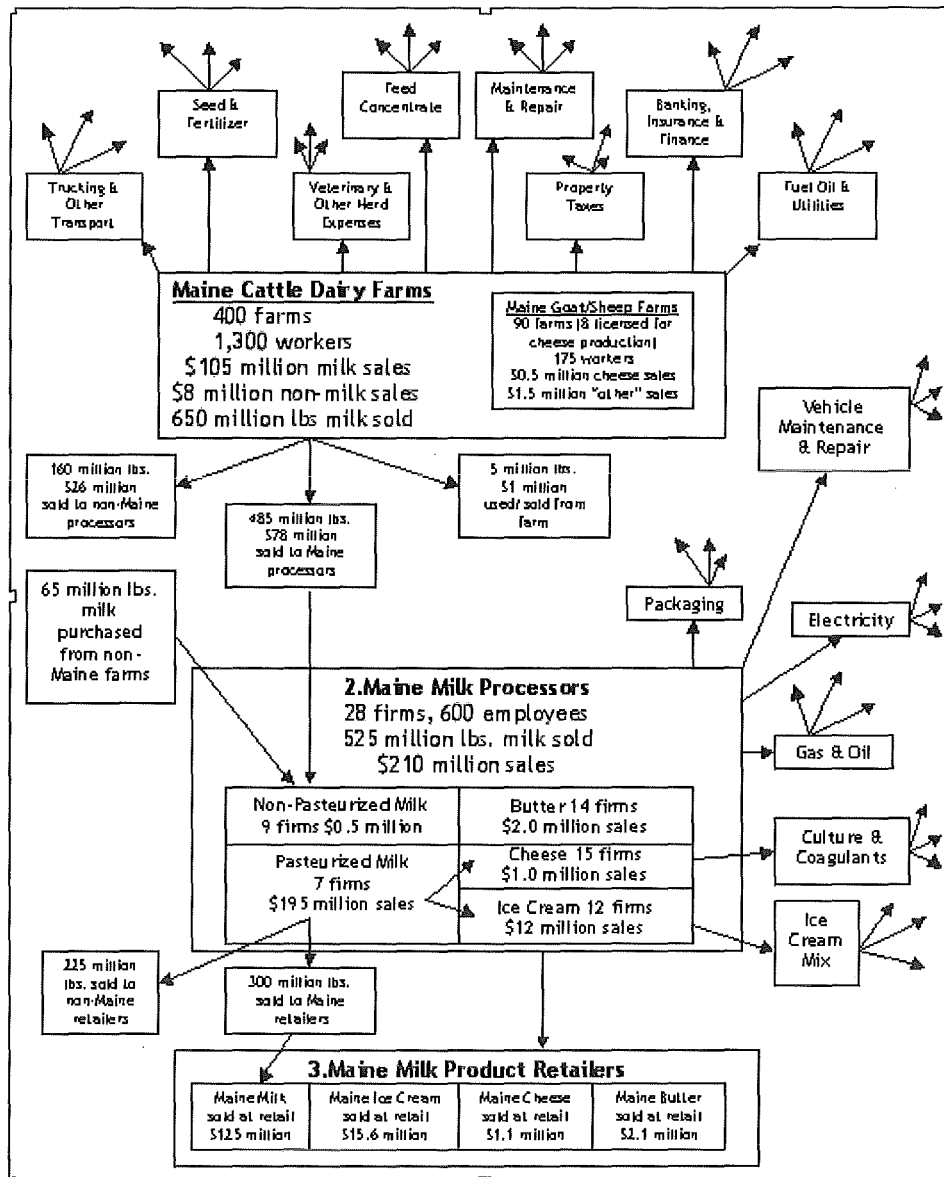 Seed &
Fertilizer
Feed
Concentrate
Maintenance
& Repair
Banking,
Insurance &
Finance
Trucking &
Other
Transport
Veterinary &
Other Herd
Expenses
Property
Taxes
Fuel Oil &
Utilities
Maine Cattle Dairy Farms
400 farms
1,300 workers
$105 million milk sales
$8 million non-milk sales
650 million lbs milk sold
Maine Goat/Sheep Farms
90 farms (8 licensed for
cheese production)
175 workers
$0.5 million cheese sales
$1.5 million "other" sales
Vehicle
Maintenance
& Repair
160 million lbs.
$26 million
sold to non-Maine
processors
485 million lbs.
$78 million
sold to Maine
processors
5 million lbs.
$1 million
used/sold from
farm
65 million lbs.
milk
purchased
from non-
Maine farms
Packaging
Electricity
2.Maine Milk Processors
28 firms, 600 employees
525 million lbs. milk sold
$210 million sales
Gas & Oil
Non-Pasteurized Milk
9 firms $0.5 million
Butter 14 firms
$2.0 million sales
Pasteurized Milk
7 firms
$195 million sales
Cheese 15 firms
$1.0 million sales
Ice Cream 12 firms
$12 million sales
Culture &
Coagulants
Ice
Cream
Mix
225 million
lbs. sold to
non-Maine
retailers
300 million lbs.
sold to Maine
retailers
3.Maine Milk Product Retailers
Maine Milk
sold at retail
$125 million
Maine Ice Cream
sold at retail
$15.6 million
Maine Cheese
sold at retail
$1.1 million
Maine Butter
sold at retail
$2.1 million